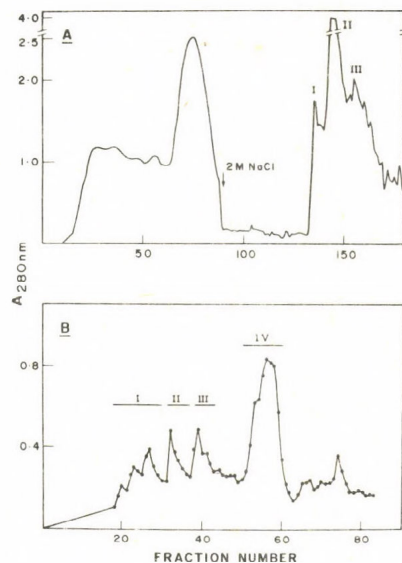 4.0
2.5
2.0
1.0
A
I
II
III
2M NaCl
50
100
150
A280nm
B
0.8
0.4
I
II
III
IV
20
40
60
80
FRACTION NUMBER